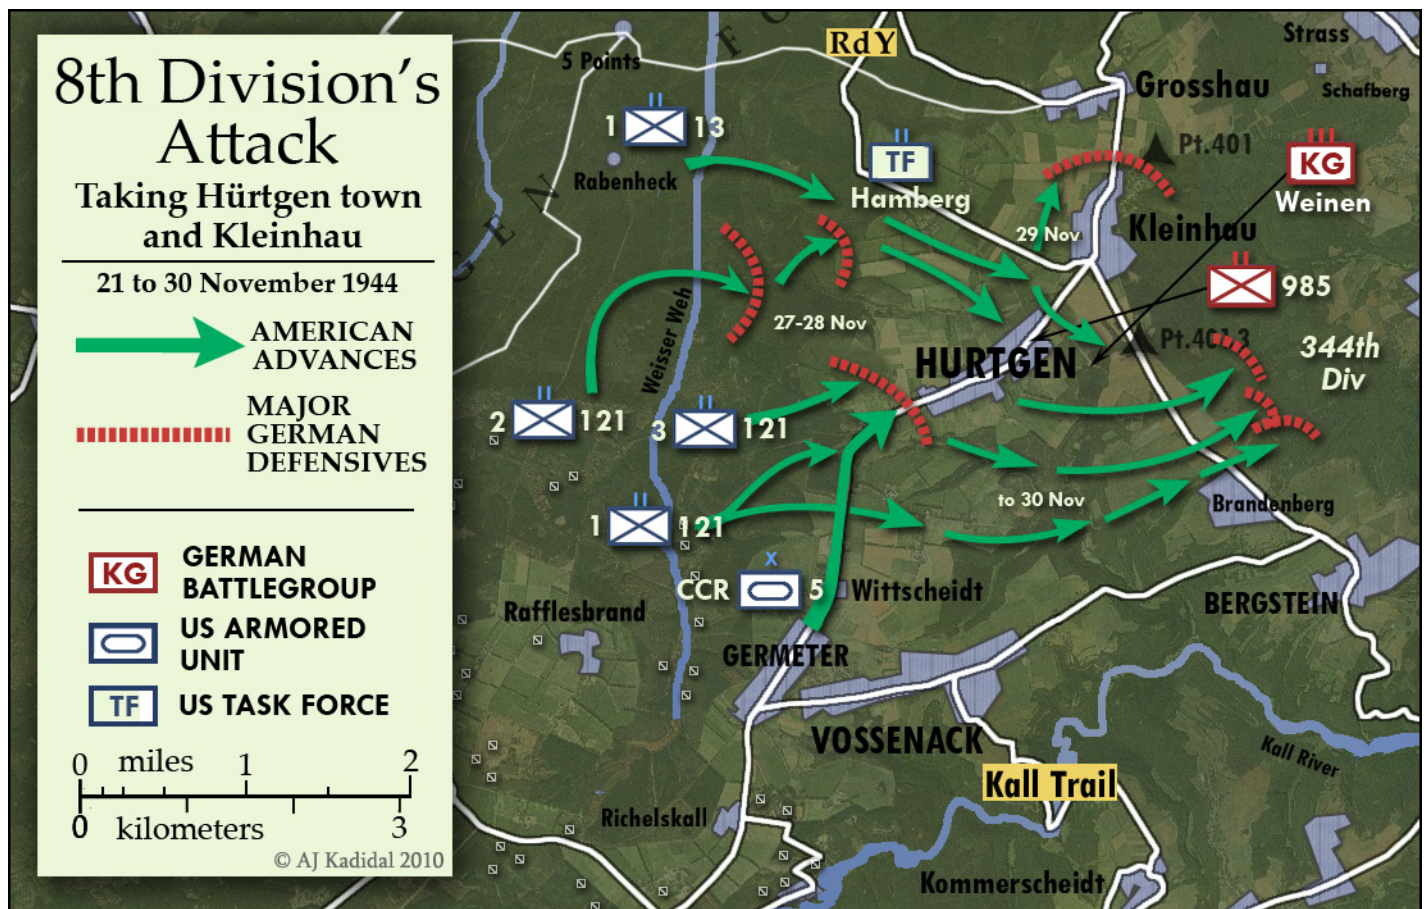 8th Division's
Attack
Taking Hürtgen town
and Kleinhau
21 to 30 November 1944
AMERICAN
ADVANCES
MAJOR
GERMAN
DEFENSIVES
KG
GERMAN
BATTLEGROUP
US ARMORED
UNIT
TF
US TASK FORCE
0 miles 1 2
0 kilometers 3
© AJ Kadidal 2010
F O
G E N
5 Points
RdY
Strass
Schafberg
Grosshau
1 13
Rabenheck
TF
Hamberg
Pt.401
KG
Weinen
29 Nov
Kleinhau
985
Weisser Weh
27-28 Nov
Pt.401.3
344th
Div
HURTGEN
2 121
3 121
1 121
to 30 Nov
Brandenberg
X
CCR 5
Wittscheidt
Rafflesbrand
BERGSTEIN
GERMETER
VOSSENACK
Kall River
Kall Trail
Richelskall
Kommerscheidt